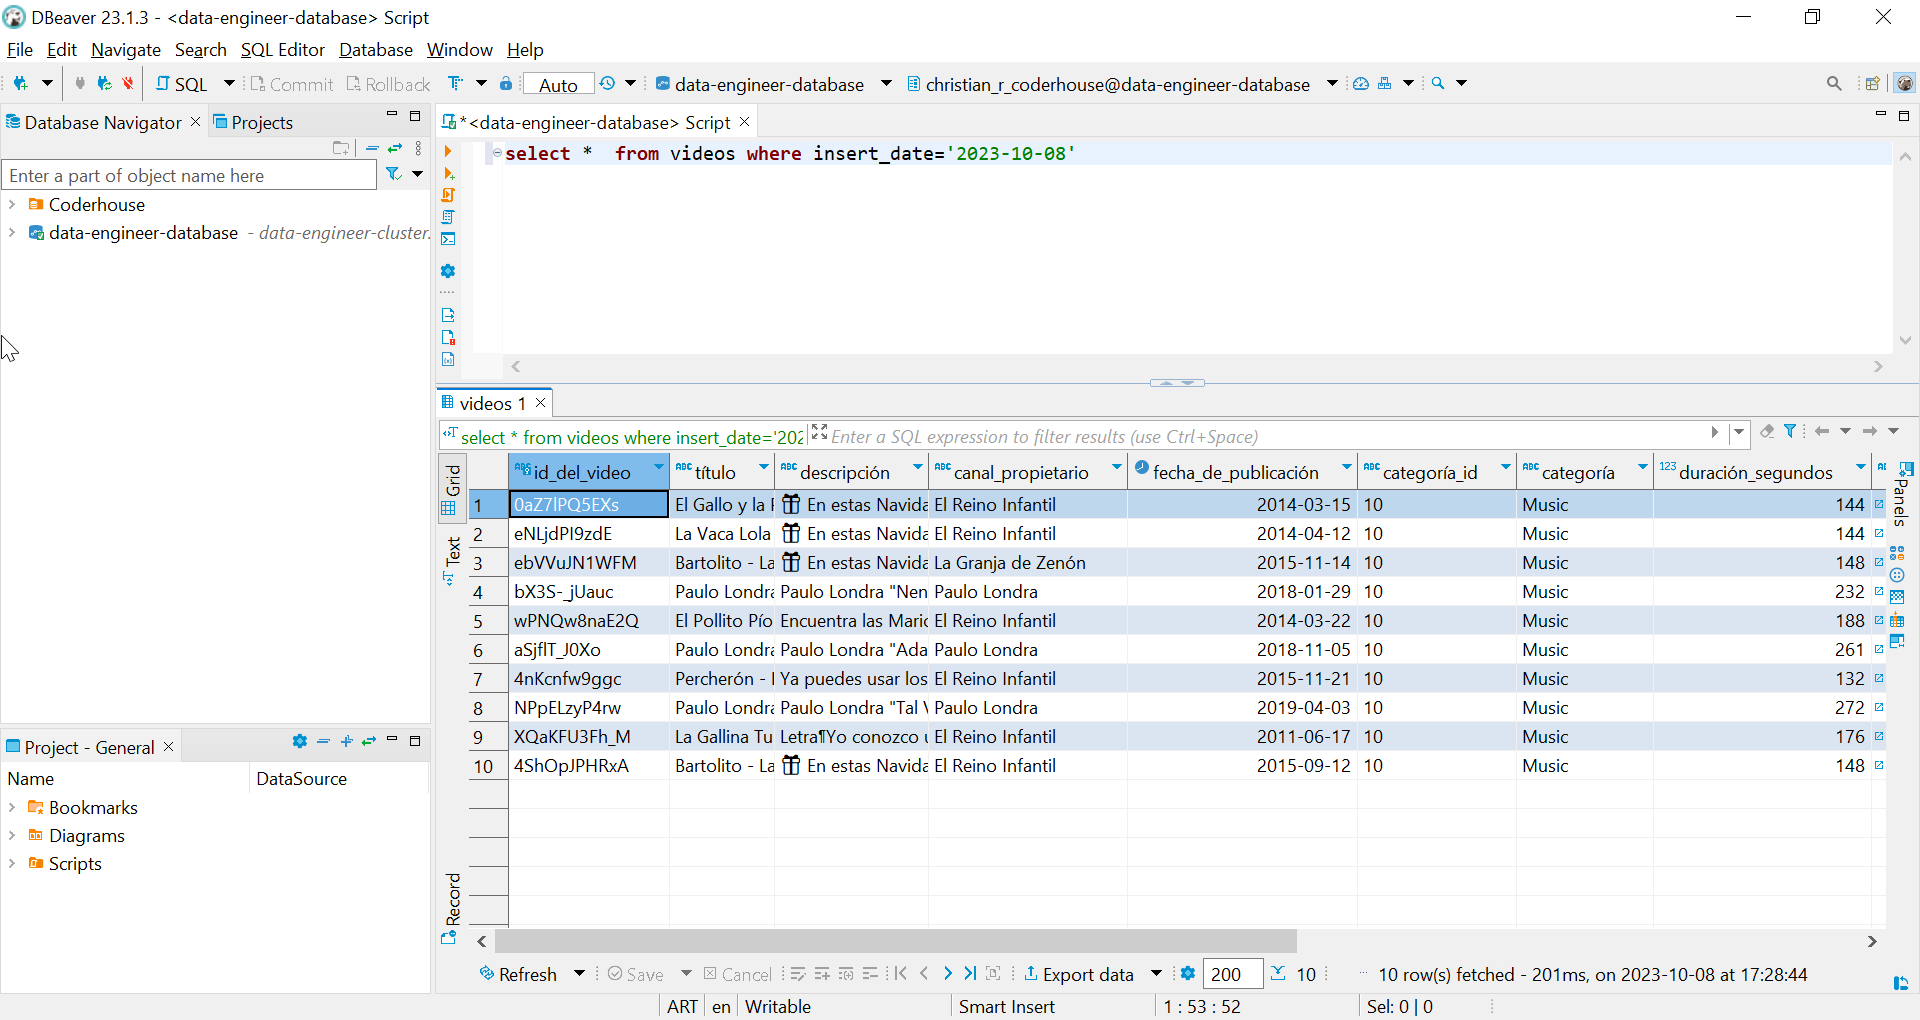 DBeaver 23.1.3 - <data-engineer-database> Script
File Edit Navigate Search SQL Editor Database Window Help
SQL Commit Rollback Auto data-engineer-database christian_r_coderhouse@data-engineer-database
Database Navigator Projects
Enter a part of object name here
Coderhouse
data-engineer-database - data-engineer-cluster.
Project - General
Name DataSource
Bookmarks
Diagrams
Scripts
*<data-engineer-database> Script
select * from videos where insert_date='2023-10-08'
videos 1
select * from videos where insert_date='202 Enter a SQL expression to filter results (use Ctrl+Space)
Grid
Text
Record
Panels
id_del_video título descripción canal_propietario fecha_de_publicación categoría_id categoría 123 duración_segundos
1 0aZ7lPQ5EXs El Gallo y la En estas Navida El Reino Infantil 2014-03-15 10 Music 144
2 eNLjdPI9zdE La Vaca Lola En estas Navida El Reino Infantil 2014-04-12 10 Music 144
3 ebVVuJN1WFM Bartolito - La En estas Navida La Granja de Zenón 2015-11-14 10 Music 148
4 bX3S-_jUauc Paulo Londra Paulo Londra "Nen Paulo Londra 2018-01-29 10 Music 232
5 wPNQw8naE2Q El Pollito Pío Encuentra las Mari El Reino Infantil 2014-03-22 10 Music 188
6 aSjflT_J0Xo Paulo Londra Paulo Londra "Ada Paulo Londra 2018-11-05 10 Music 261
7 4nKcnfw9ggc Percherón - Ya puedes usar los El Reino Infantil 2015-11-21 10 Music 132
8 NPpELzyP4rw Paulo Londra Paulo Londra "Tal Paulo Londra 2019-04-03 10 Music 272
9 XQaKFU3Fh_M La Gallina Tu Letra¶Yo conozco El Reino Infantil 2011-06-17 10 Music 176
10 4ShOpJPHRxA Bartolito - La En estas Navida El Reino Infantil 2015-09-12 10 Music 148
Refresh Save Cancel Export data 200 10 10 row(s) fetched - 201ms, on 2023-10-08 at 17:28:44
ART en Writable Smart Insert 1 : 53 : 52 Sel: 0 | 0